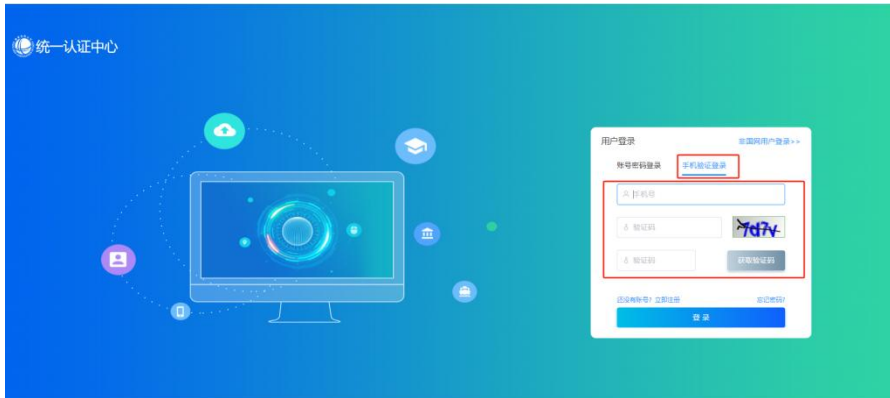 统一认证中心
用户登录 非国网用户登录>>
账号密码登录 手机验证登录
手机号
验证码 7d7v
验证码 获取验证码
还没有账号? 立即注册 忘记密码?
登 录